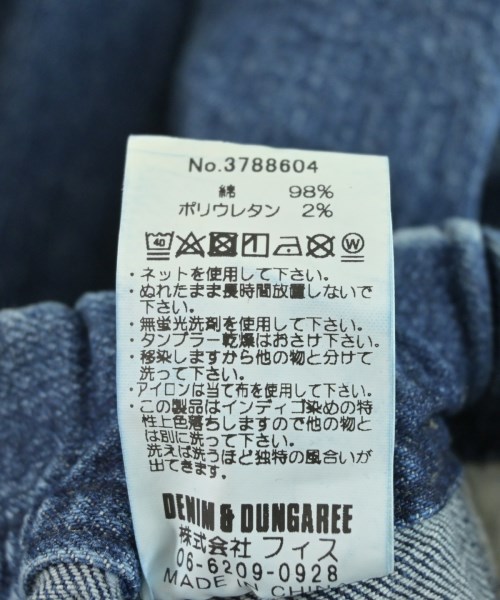 No.3788604
綿 98%
ポリウレタン 2%
40 W
・ネットを使用して下さい。
・ぬれたまま長時間放置しないで
下さい。
・無蛍光洗剤を使用して下さい。
・タンブラー乾燥はおさけ下さい。
・移染しますから他の物と分けて
洗って下さい。
・アイロンは当て布を使用して下さい。
・この製品はインディゴ染めの特
性上色落ちしますので他の物と
は別に洗って下さい。
洗えば洗うほど独特の風合いが
出てきます。
DENIM & DUNGAREE
株式会社 フィス
06-6209-0928
MADE IN CHINA